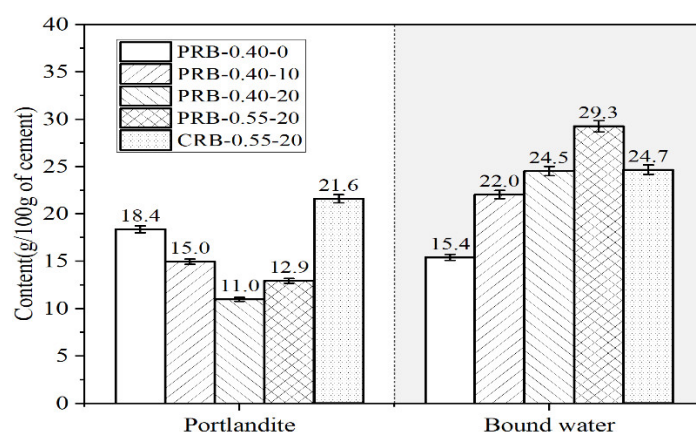 Content(g/100g of cement)
40
35
30
25
20
15
10
5
0
PRB-0.40-0
PRB-0.40-10
PRB-0.40-20
PRB-0.55-20
CRB-0.55-20
18.4
15.0
11.0
12.9
21.6
15.4
22.0
24.5
29.3
24.7
Portlandite
Bound water